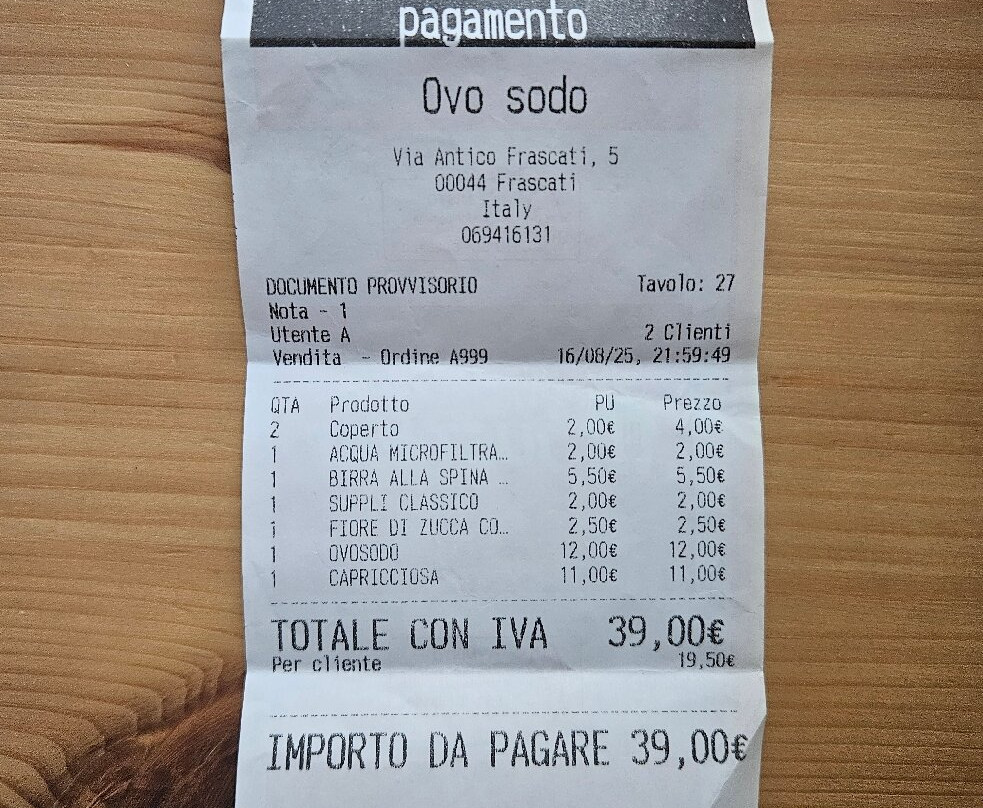 pagamento
Ovo sodo
Via Antico Frascati, 5
00044 Frascati
Italy
069416131
DOCUMENTO PROVVISORIO Tavolo: 27
Nota - 1
Utente A 2 Clienti
Vendita - Ordine A999 16/08/25, 21:59:49
QTA Prodotto PU Prezzo
2 Coperto 2,00€ 4,00€
1 ACQUA MICROFILTRA… 2,00€ 2,00€
1 BIRRA ALLA SPINA … 5,50€ 5,50€
1 SUPPLI CLASSICO 2,00€ 2,00€
1 FIORE DI ZUCCA CO… 2,50€ 2,50€
1 OVOSODO 12,00€ 12,00€
1 CAPRICCIOSA 11,00€ 11,00€
TOTALE CON IVA 39,00€
Per cliente 19,50€
IMPORTO DA PAGARE 39,00€